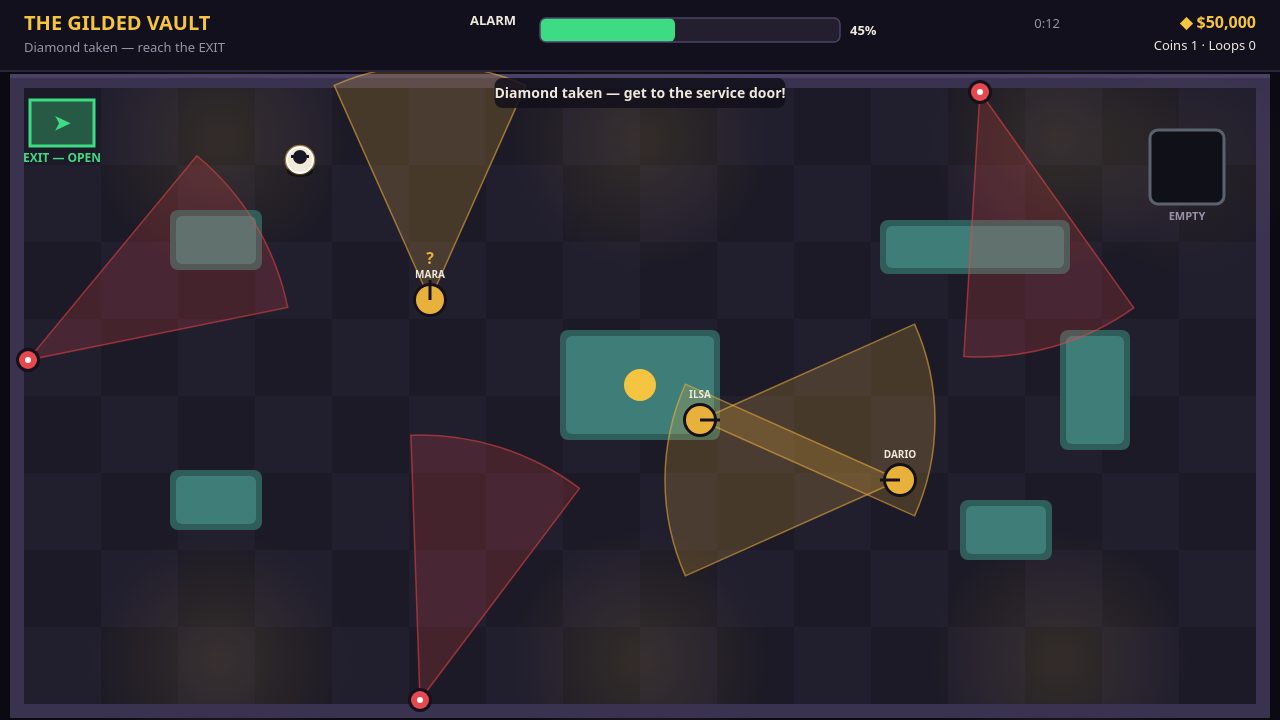 THE GILDED VAULT
Diamond taken — reach the EXIT
ALARM
45%
0:12
◆ $50,000
Coins 1 · Loops 0
Diamond taken — get to the service door!
EXIT — OPEN
EMPTY
?
MARA
ILSA
DARIO